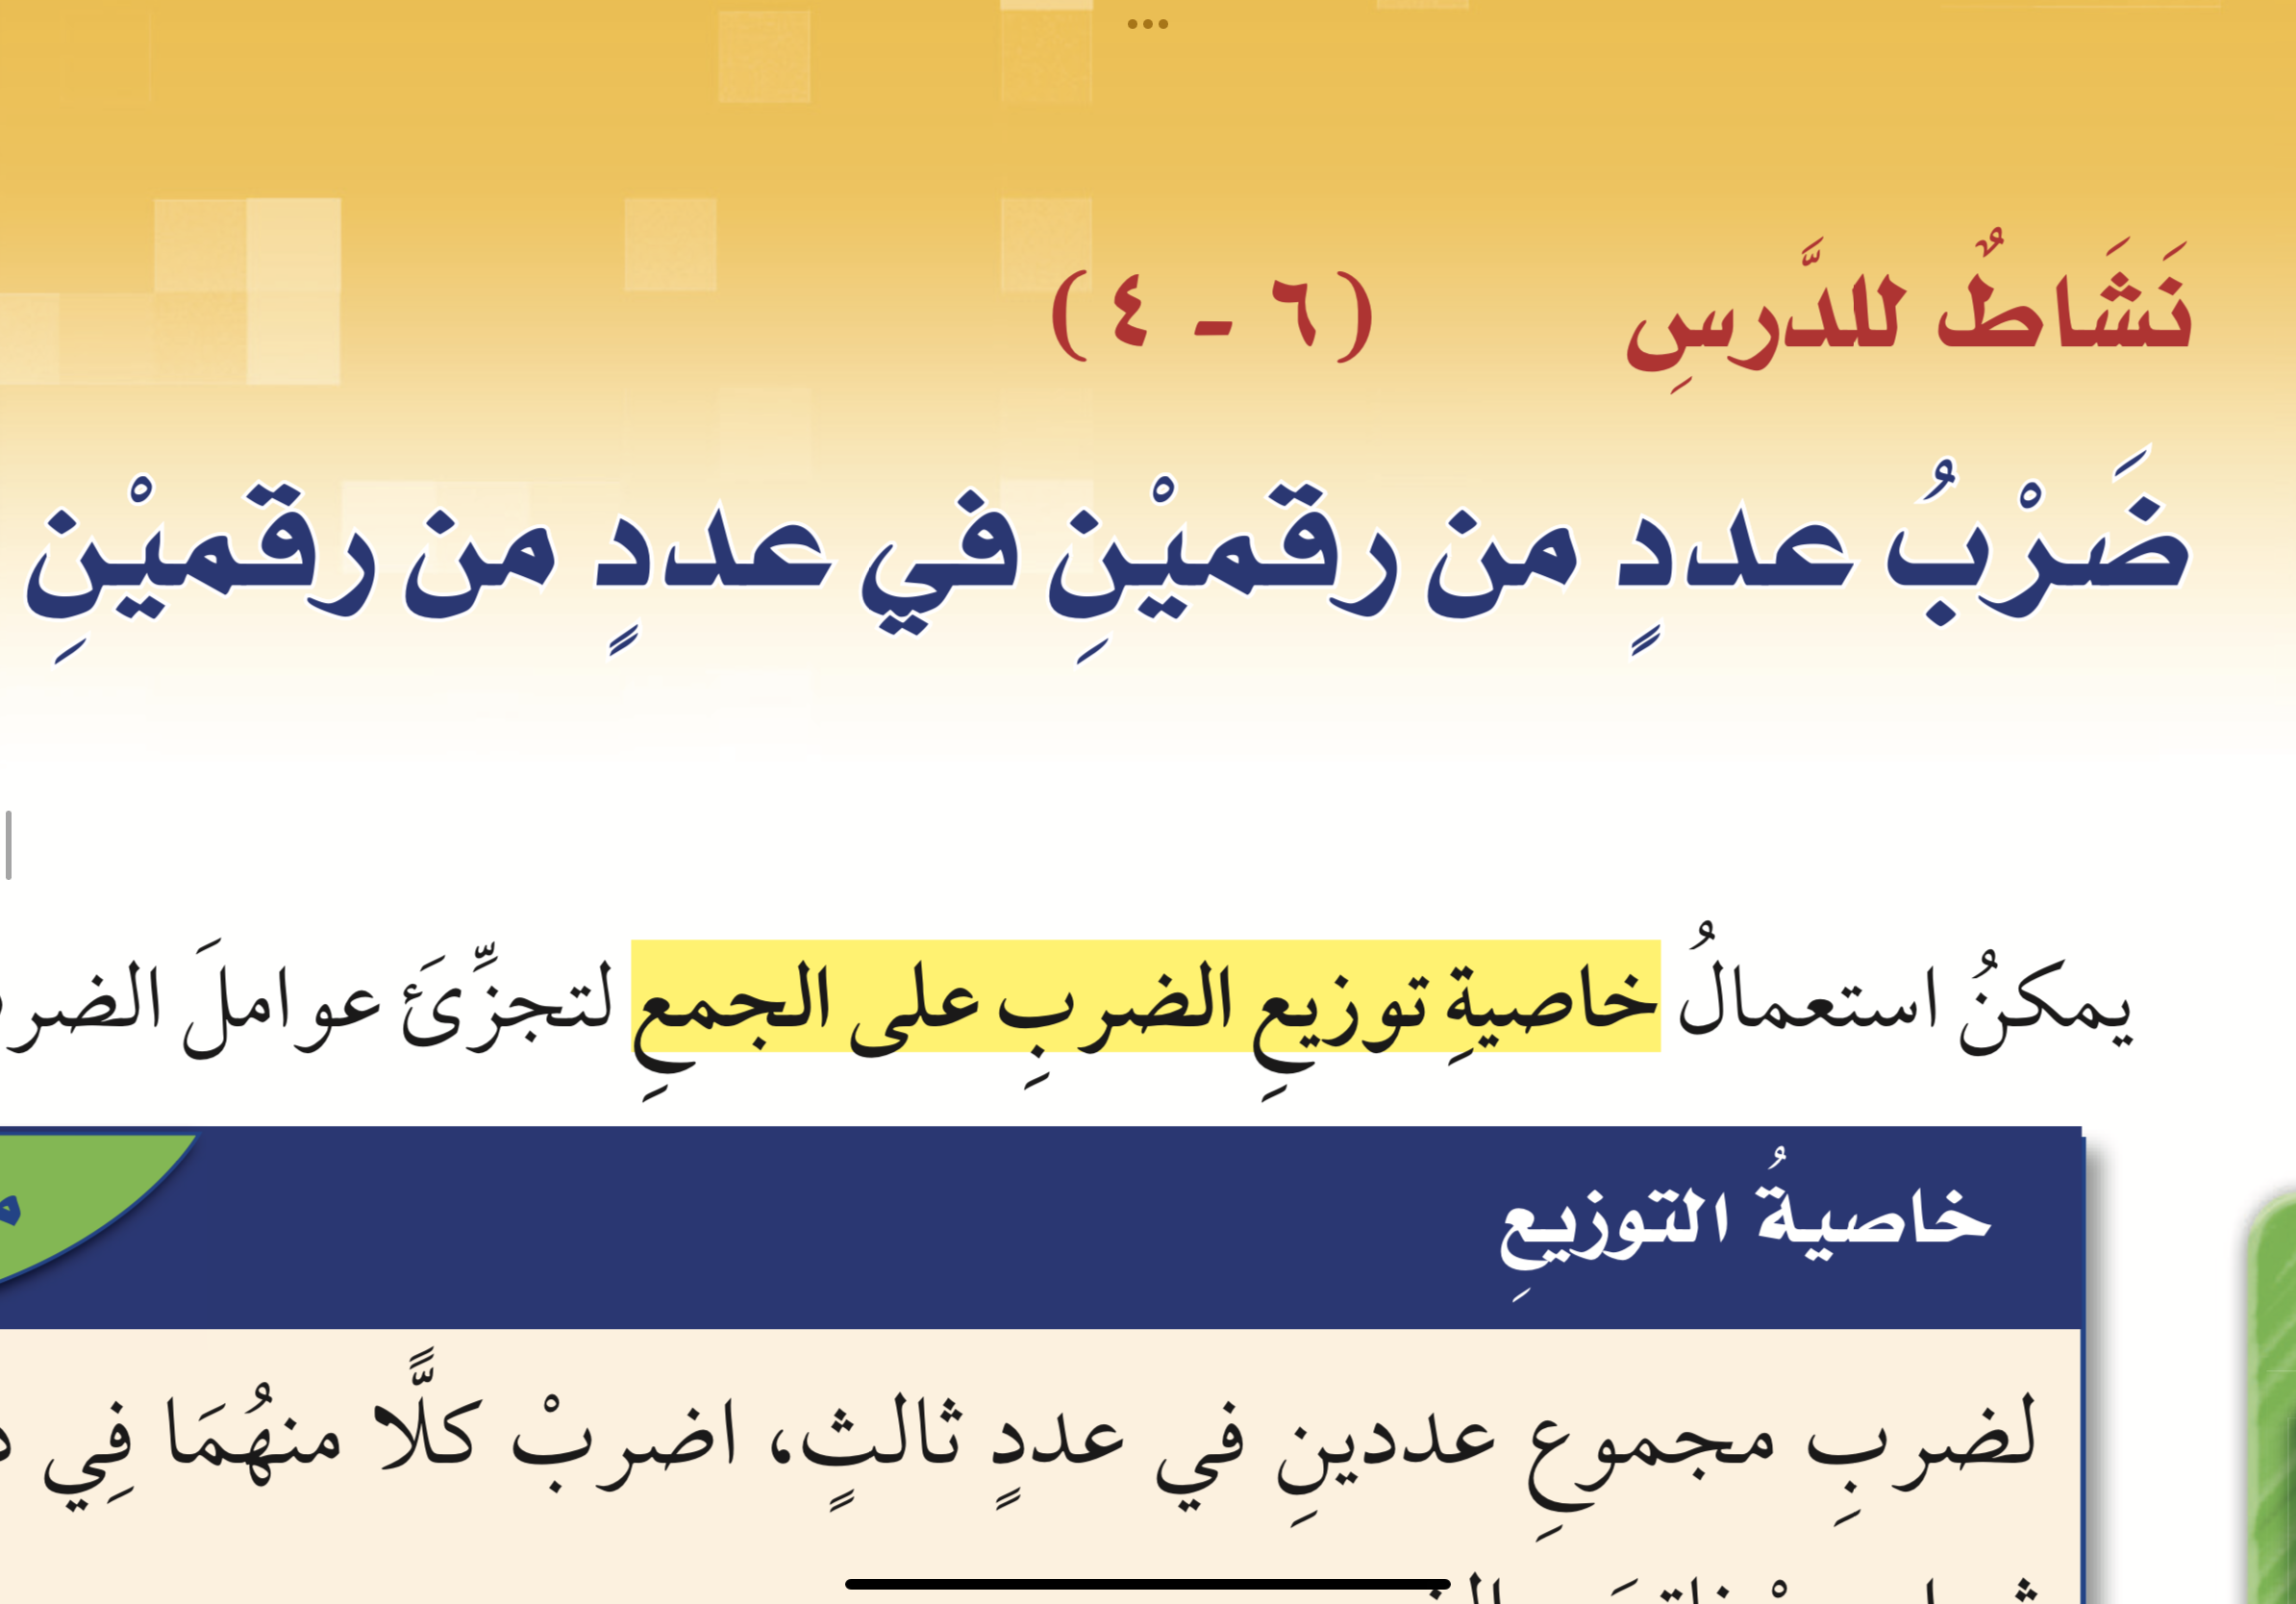 نَشَاطٌ للدَّرسِ (٦ - ٤)
ضَرْبُ عددٍ من رقميْنِ في عددٍ من رقميْنِ
يمكنُ استعمالُ خاصيةِ توزيعِ الضربِ على الجمعِ لتجزِّئَ عواملَ
خاصيةُ التوزيعِ
لضربِ مجموعِ عددينِ في عددٍ ثالثٍ، اضربْ كلًّا منهُمَا فِي